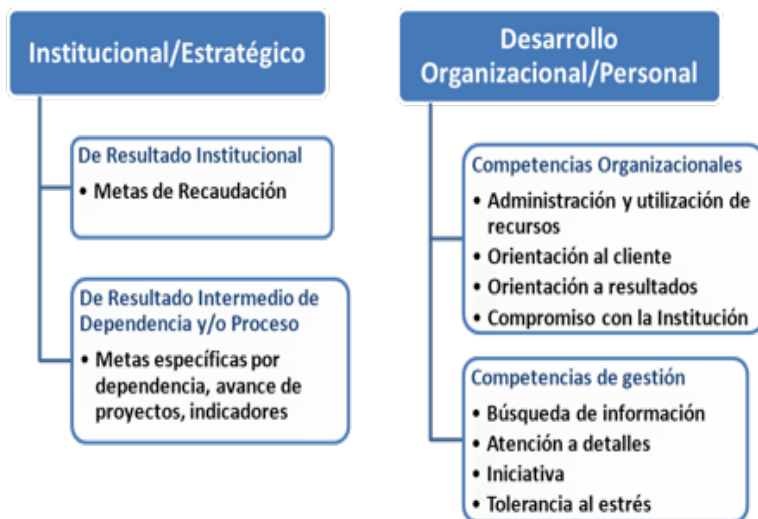 Institucional/Estratégico
De Resultado Institucional
• Metas de Recaudación
De Resultado Intermedio de
Dependencia y/o Proceso
• Metas específicas por
dependencia, avance de
proyectos, indicadores
Desarrollo
Organizacional/Personal
Competencias Organizacionales
• Administración y utilización de
recursos
• Orientación al cliente
• Orientación a resultados
• Compromiso con la Institución
Competencias de gestión
• Búsqueda de información
• Atención a detalles
• Iniciativa
• Tolerancia al estrés